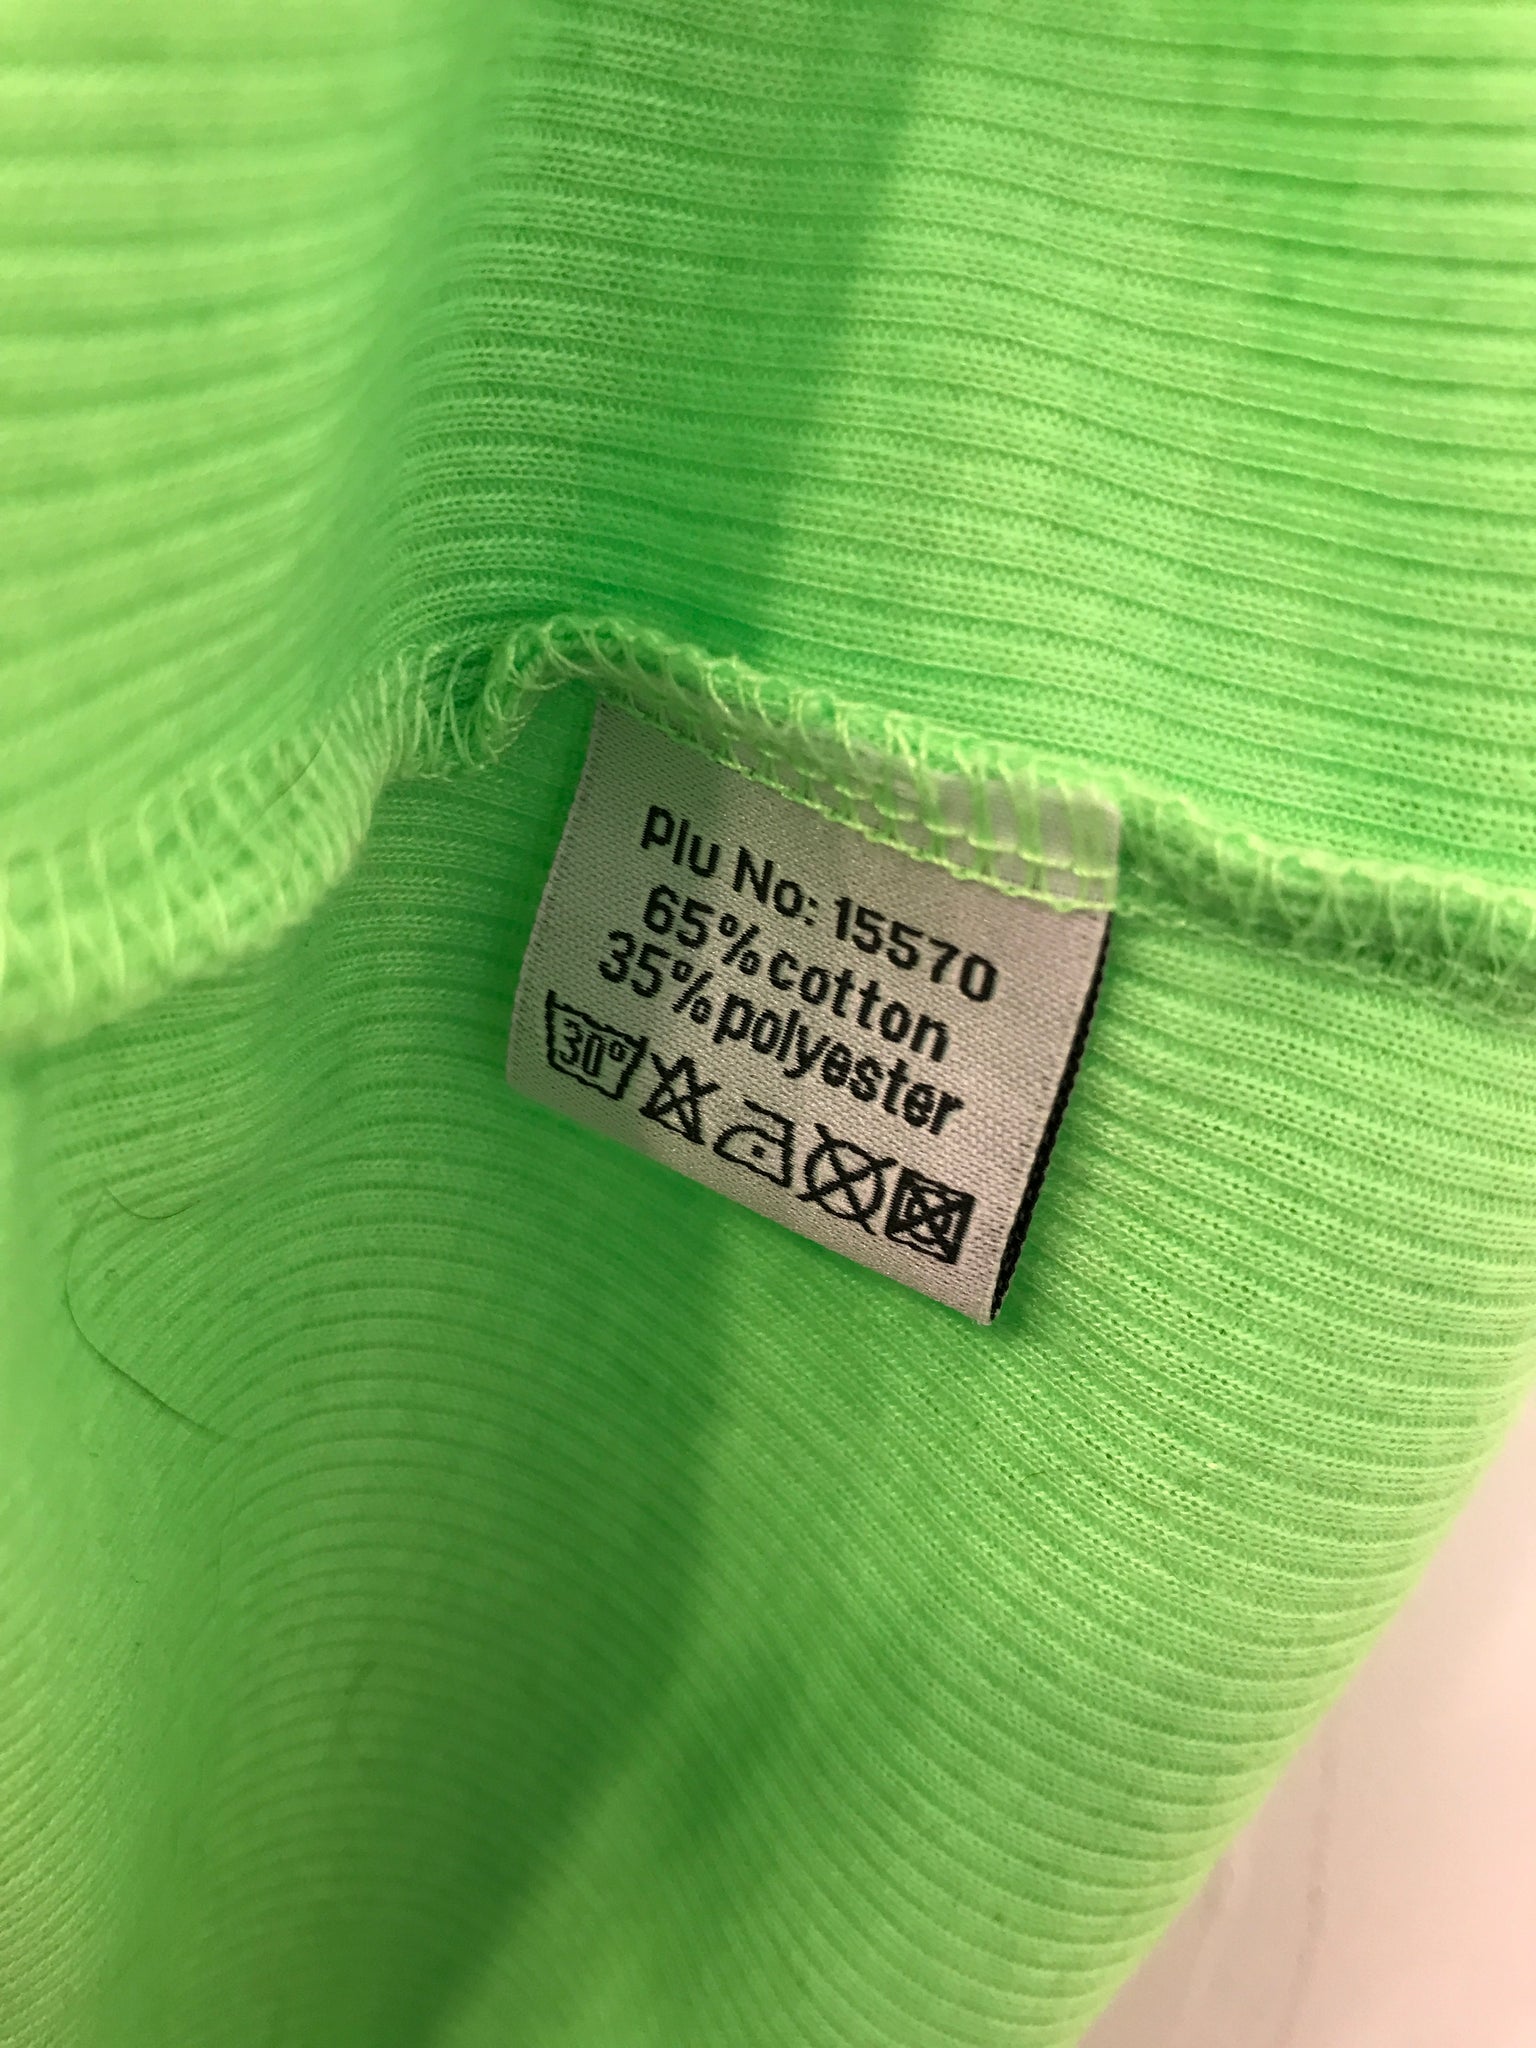 plu No: 15570
65% cotton
35% polyester
30°